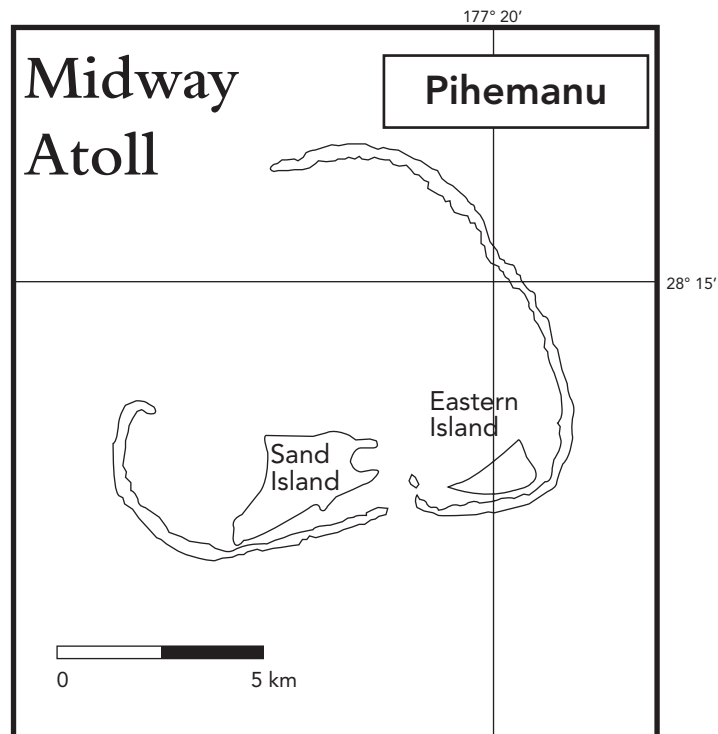 177° 20′
Midway
Atoll
Pihemanu
28° 15′
Eastern
Island
Sand
Island
0
5 km